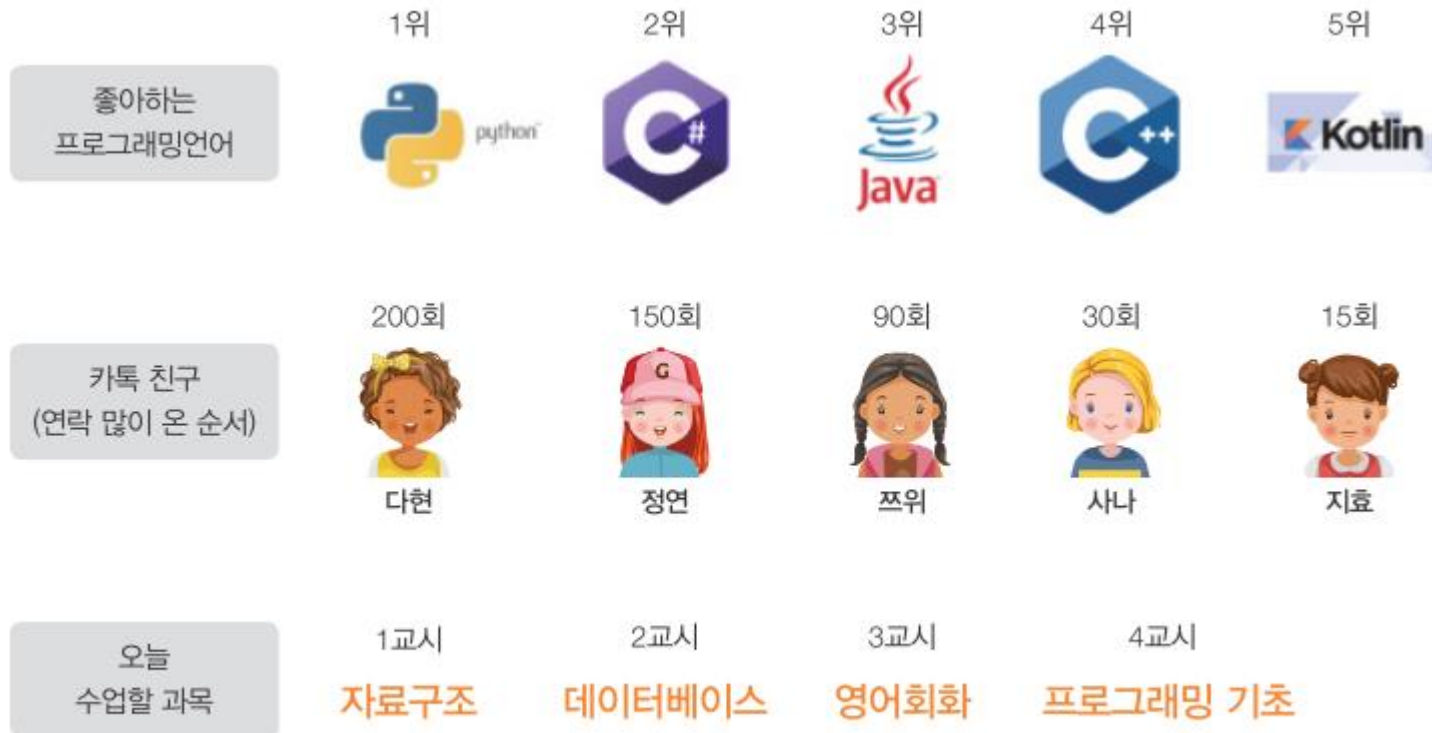 1위 2위 3위 4위 5위
좋아하는
프로그래밍언어
python
C#
Java
C++
Kotlin
200회 150회 90회 30회 15회
카톡 친구
(연락 많이 온 순서)
G
다현 정연 쯔위 사나 지효
1교시 2교시 3교시 4교시
오늘
수업할 과목
자료구조 데이터베이스 영어회화 프로그래밍 기초